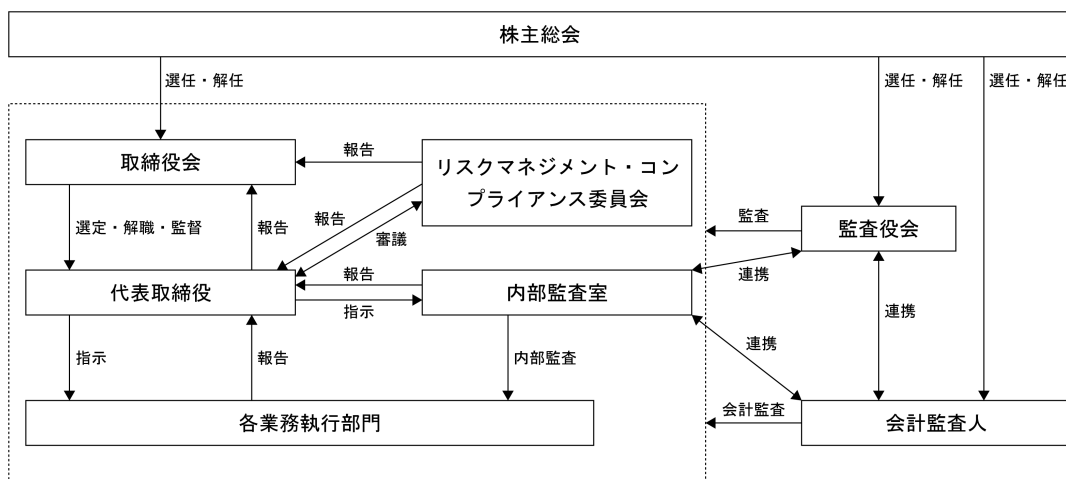 株主総会
選任・解任
選任・解任
選任・解任
取締役会
報告
リスクマネジメント・コン
プライアンス委員会
選定・解職・監督
報告
報告
審議
監査
監査役会
代表取締役
報告
指示
内部監査室
連携
指示
報告
内部監査
連携
連携
各業務執行部門
会計監査
会計監査人